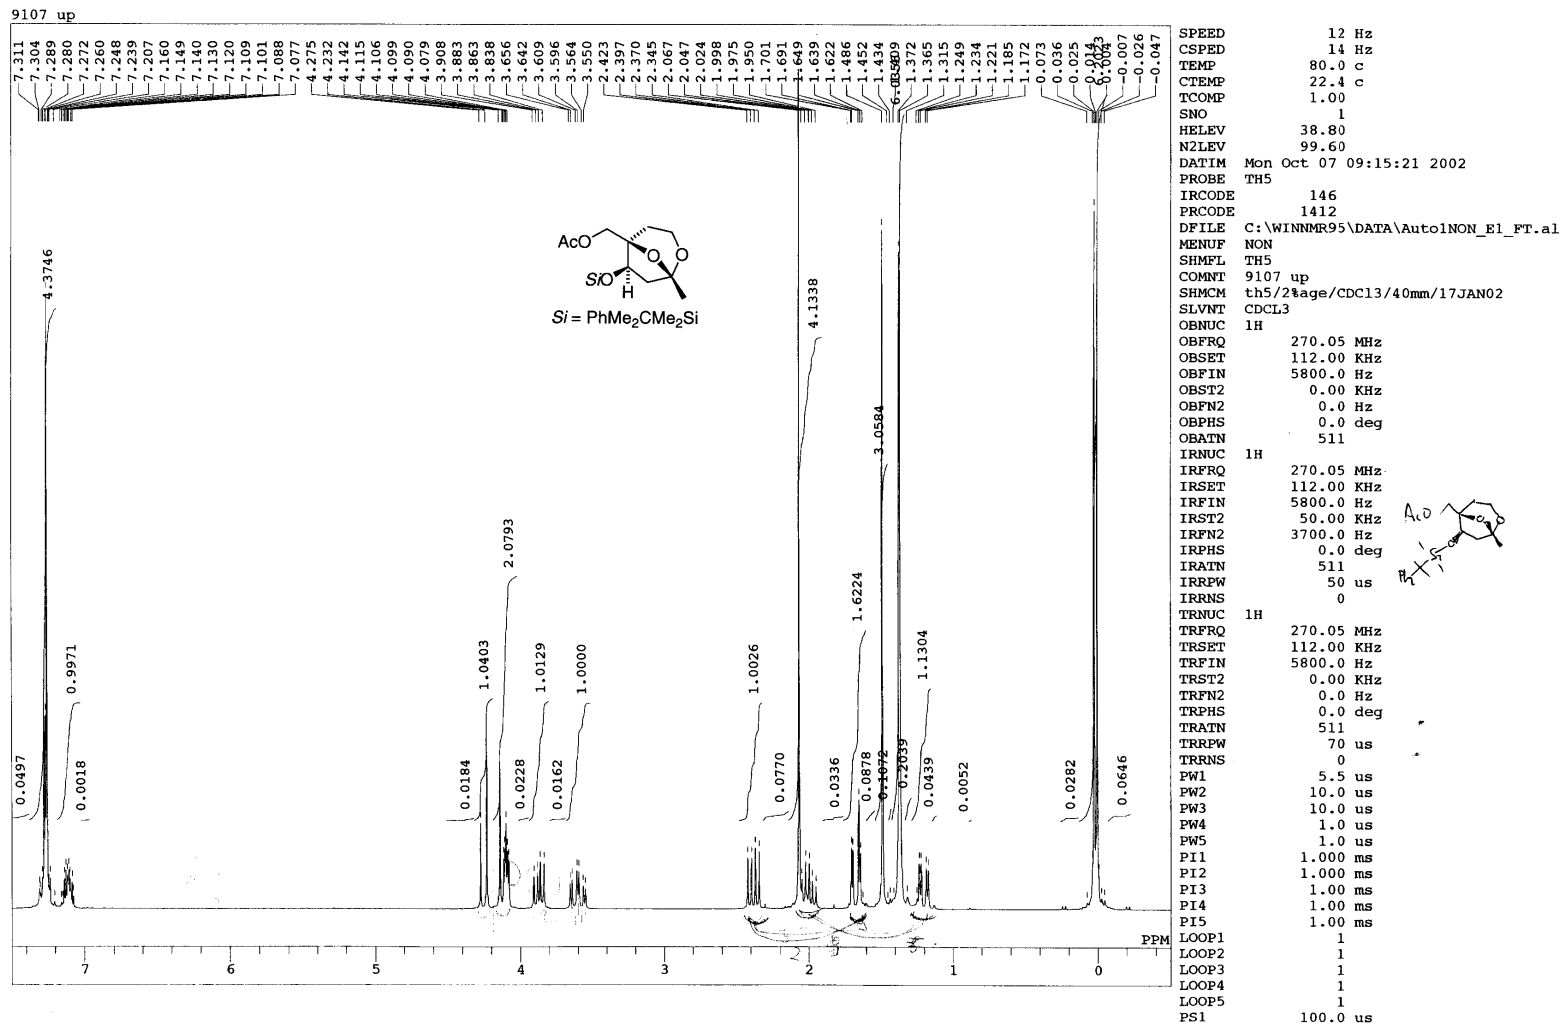 9107 up
7.311
7.304
7.289
7.280
7.272
7.260
7.248
7.239
7.207
7.160
7.149
7.140
7.130
7.120
7.109
7.101
7.088
7.077
4.275
4.232
4.142
4.115
4.106
4.099
4.090
4.079
3.908
3.883
3.863
3.838
3.656
3.642
3.609
3.596
3.564
3.550
2.423
2.397
2.370
2.345
2.067
2.047
2.024
1.998
1.975
1.950
1.701
1.691
1.649
1.639
1.622
1.486
1.452
1.434
1.372
1.365
1.315
1.249
1.234
1.221
1.185
1.172
0.073
0.036
0.025
0.014
6.2023
0.004
-0.007
-0.026
-0.047
4.3746
4.1338
3.0584
2.0793
1.6224
0.0497
0.9971
0.0018
0.0184
1.0403
0.0228
1.0129
0.0162
1.0000
1.0026
0.0770
0.0336
0.0878
0.1072
0.2039
1.1304
0.0439
0.0052
0.0282
0.0646
AcO
O
O
SiO
H
Si = PhMe2CMe2Si
PPM
7 6 5 4 3 2 1 0
SPEED 12 Hz
CSPED 14 Hz
TEMP 80.0 c
CTEMP 22.4 c
TCOMP 1.00
SNO 1
HELEV 38.80
N2LEV 99.60
DATIM Mon Oct 07 09:15:21 2002
PROBE TH5
IRCODE 146
PRCODE 1412
DFILE C:\WINNMR95\DATA\Auto1NON_E1_FT.al
MENUF NON
SHMFL TH5
COMNT 9107 up
SHMCM th5/2%age/CDCl3/40mm/17JAN02
SLVNT CDCL3
OBNUC 1H
OBFRQ 270.05 MHz
OBSET 112.00 KHz
OBFIN 5800.0 Hz
OBST2 0.00 KHz
OBFN2 0.0 Hz
OBPHS 0.0 deg
OBATN 511
IRNUC 1H
IRFRQ 270.05 MHz
IRSET 112.00 KHz
IRFIN 5800.0 Hz
IRST2 50.00 KHz
IRFN2 3700.0 Hz
IRPHS 0.0 deg
IRATN 511
IRRPW 50 us
IRRNS 0
TRNUC 1H
TRFRQ 270.05 MHz
TRSET 112.00 KHz
TRFIN 5800.0 Hz
TRST2 0.00 KHz
TRFN2 0.0 Hz
TRPHS 0.0 deg
TRATN 511
TRRPW 70 us
TRRNS 0
PW1 5.5 us
PW2 10.0 us
PW3 10.0 us
PW4 1.0 us
PW5 1.0 us
PI1 1.000 ms
PI2 1.000 ms
PI3 1.00 ms
PI4 1.00 ms
PI5 1.00 ms
LOOP1 1
LOOP2 1
LOOP3 1
LOOP4 1
LOOP5 1
PS1 100.0 us
AcO
O
O
O
Si
Ph